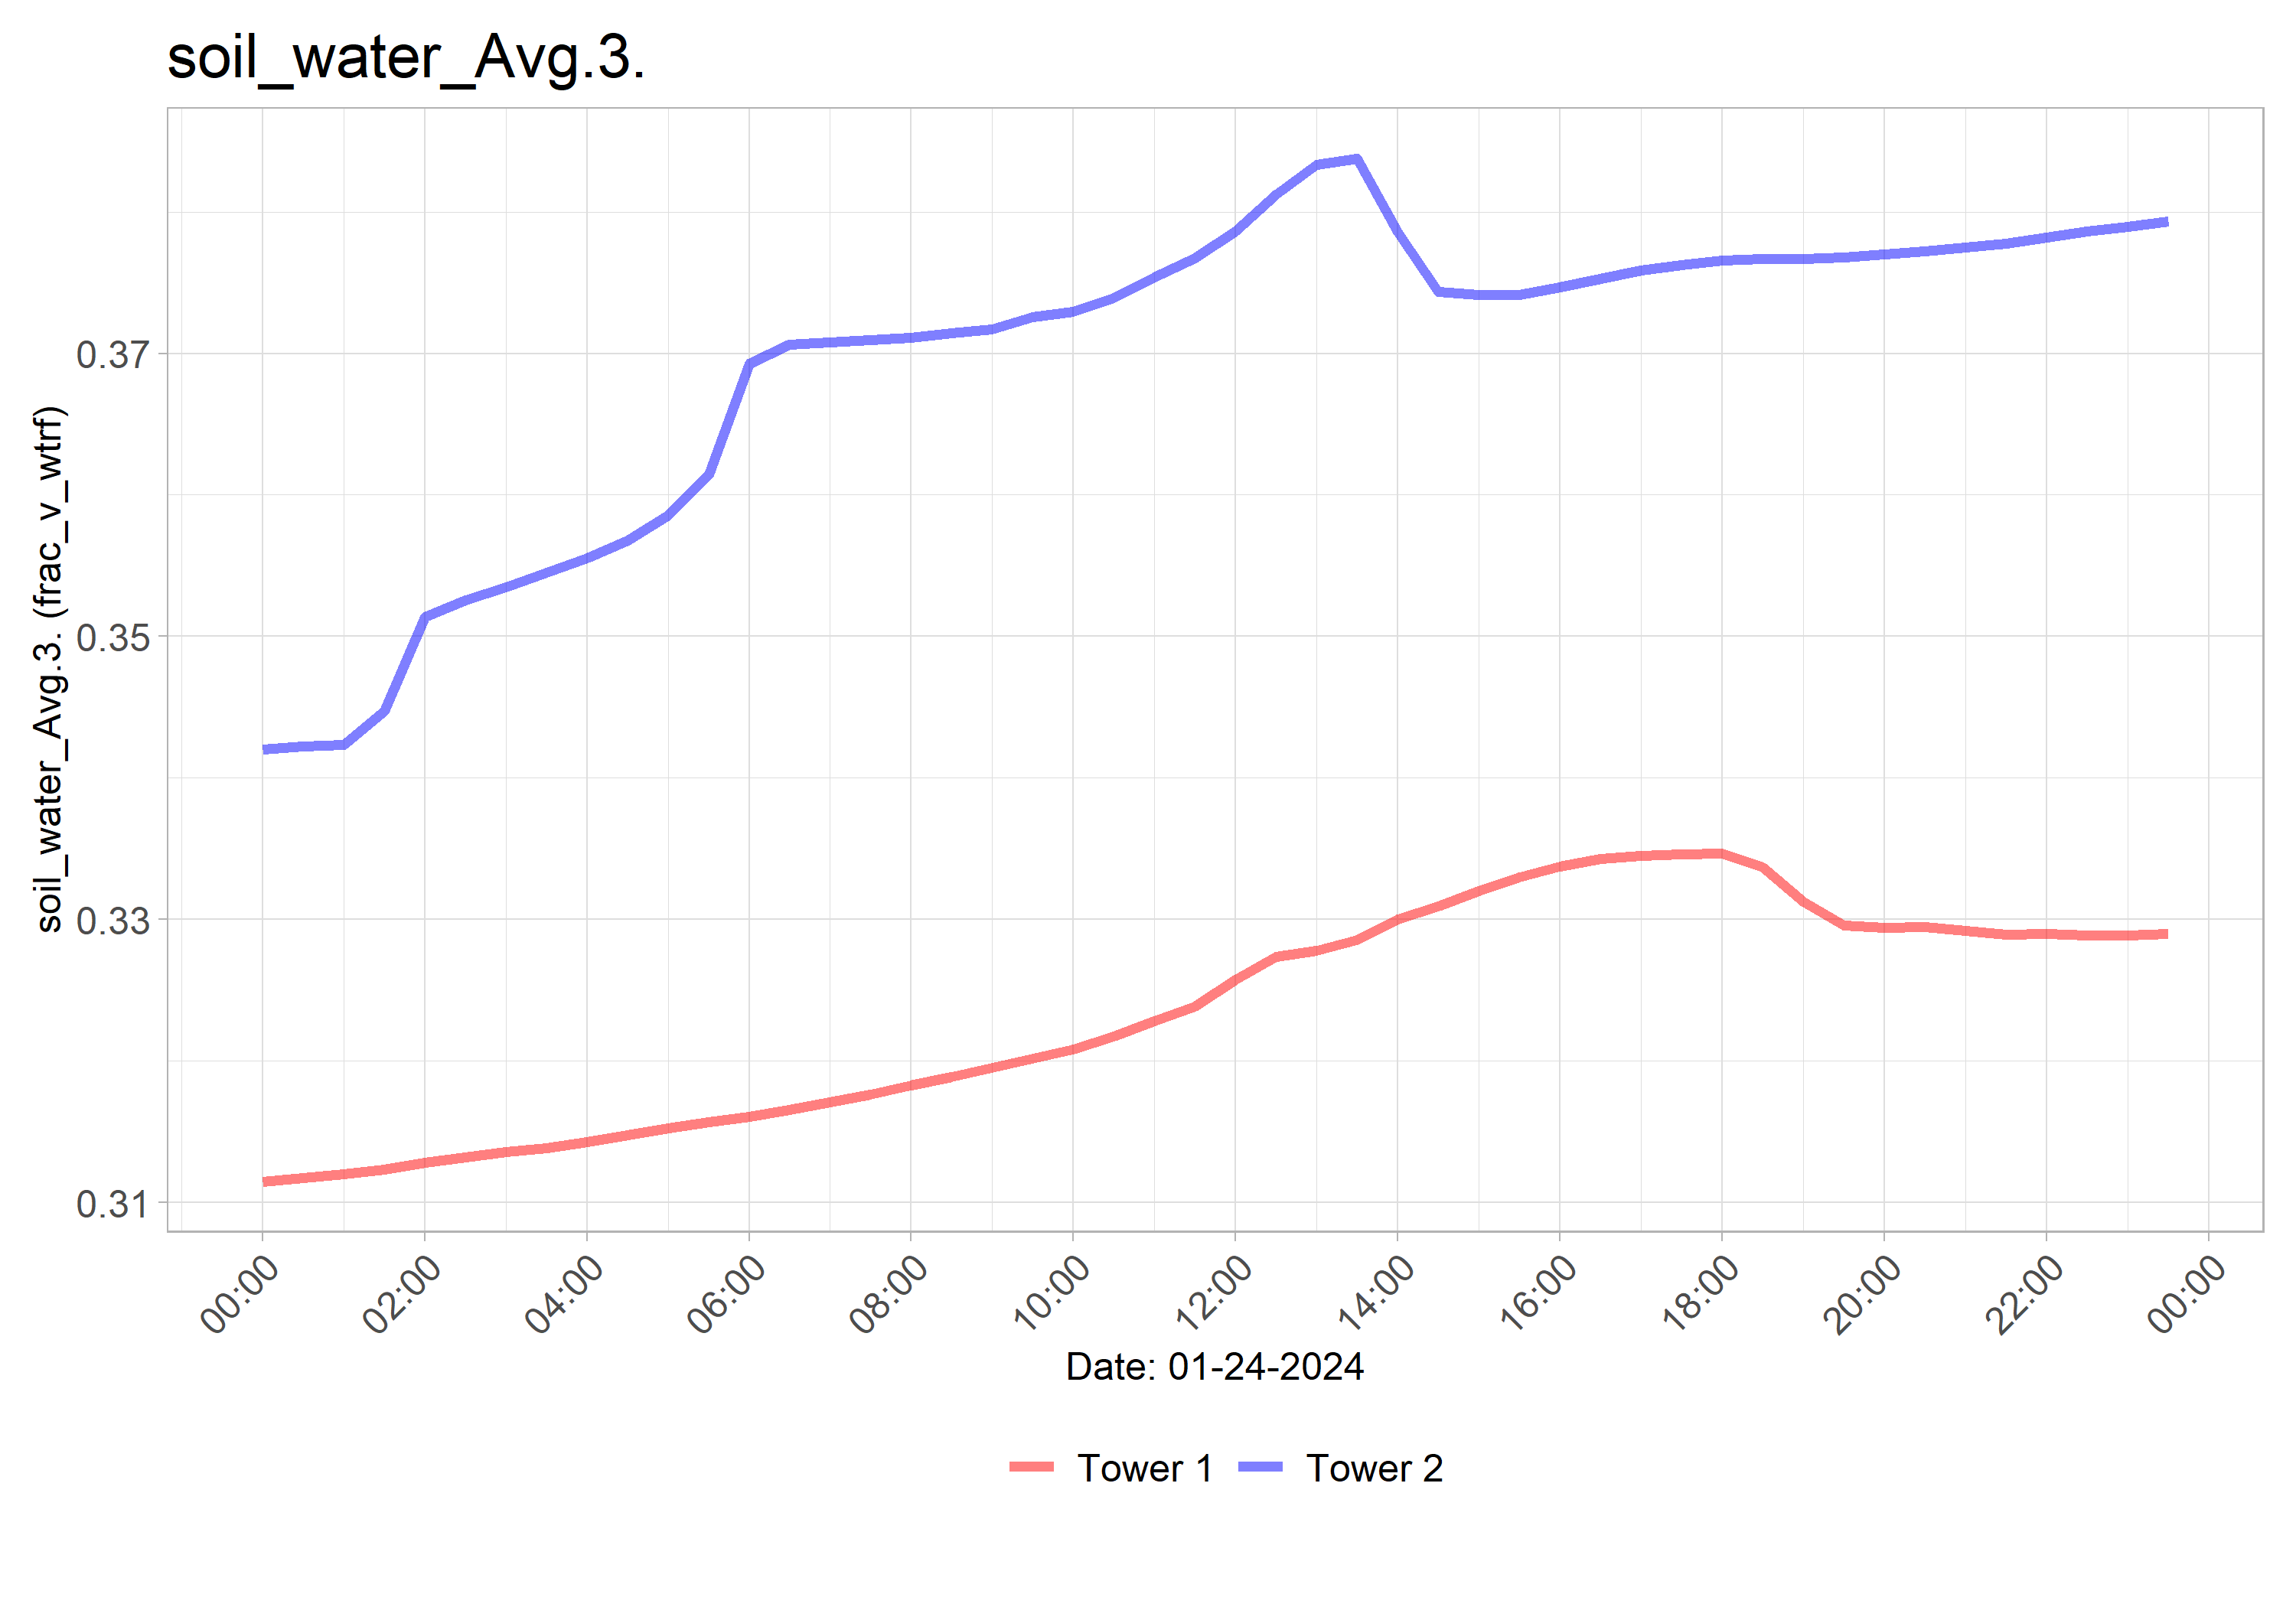 soil_water_Avg.3.
soil_water_Avg.3. (frac_v_wtrf)
0.37
0.35
0.33
0.31
00:00 02:00 04:00 06:00 08:00 10:00 12:00 14:00 16:00 18:00 20:00 22:00 00:00
Date: 01-24-2024
Tower 1 Tower 2